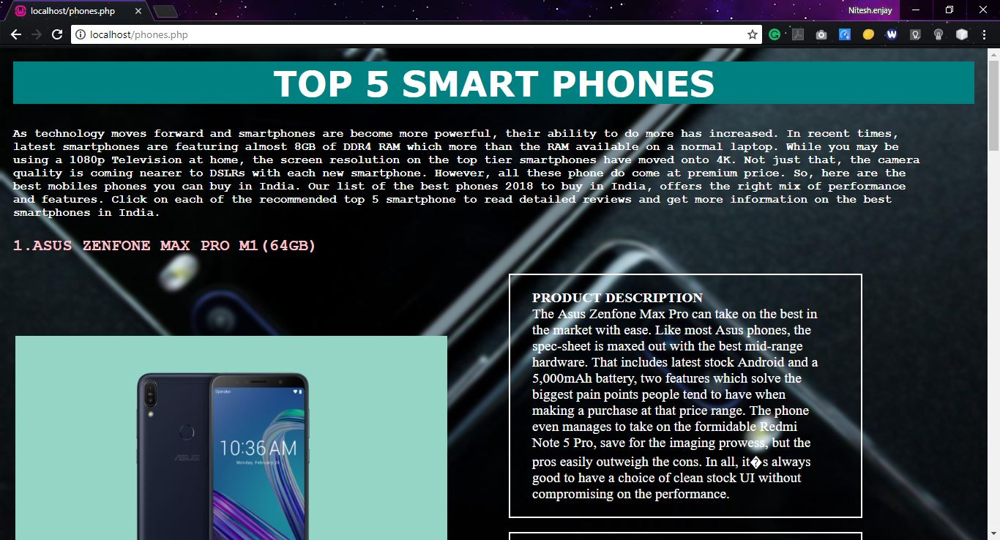 localhost/phones.php
Nitesh.enjay
localhost/phones.php
TOP 5 SMART PHONES
As technology moves forward and smartphones are become more powerful, their ability to do more has increased. In recent times,
latest smartphones are featuring almost 8GB of DDR4 RAM which more than the RAM available on a normal laptop. While you may be
using a 1080p Television at home, the screen resolution on the top tier smartphones have moved onto 4K. Not just that, the camera
quality is coming nearer to DSLRs with each new smartphone. However, all these phone do come at premium price. So, here are the
best mobiles phones you can buy in India. Our list of the best phones 2018 to buy in India, offers the right mix of performance
and features. Click on each of the recommended top 5 smartphone to read detailed reviews and get more information on the best
smartphones in India.
1.ASUS ZENFONE MAX PRO M1(64GB)
PRODUCT DESCRIPTION
The Asus Zenfone Max Pro can take on the best in
the market with ease. Like most Asus phones, the
spec-sheet is maxed out with the best mid-range
hardware. That includes latest stock Android and a
5,000mAh battery, two features which solve the
biggest pain points people tend to have when
making a purchase at that price range. The phone
even manages to take on the formidable Redmi
Note 5 Pro, save for the imaging prowess, but the
pros easily outweigh the cons. In all, it�s always
good to have a choice of clean stock UI without
compromising on the performance.
Operator
10:36 AM
Monday, February 26
ASUS